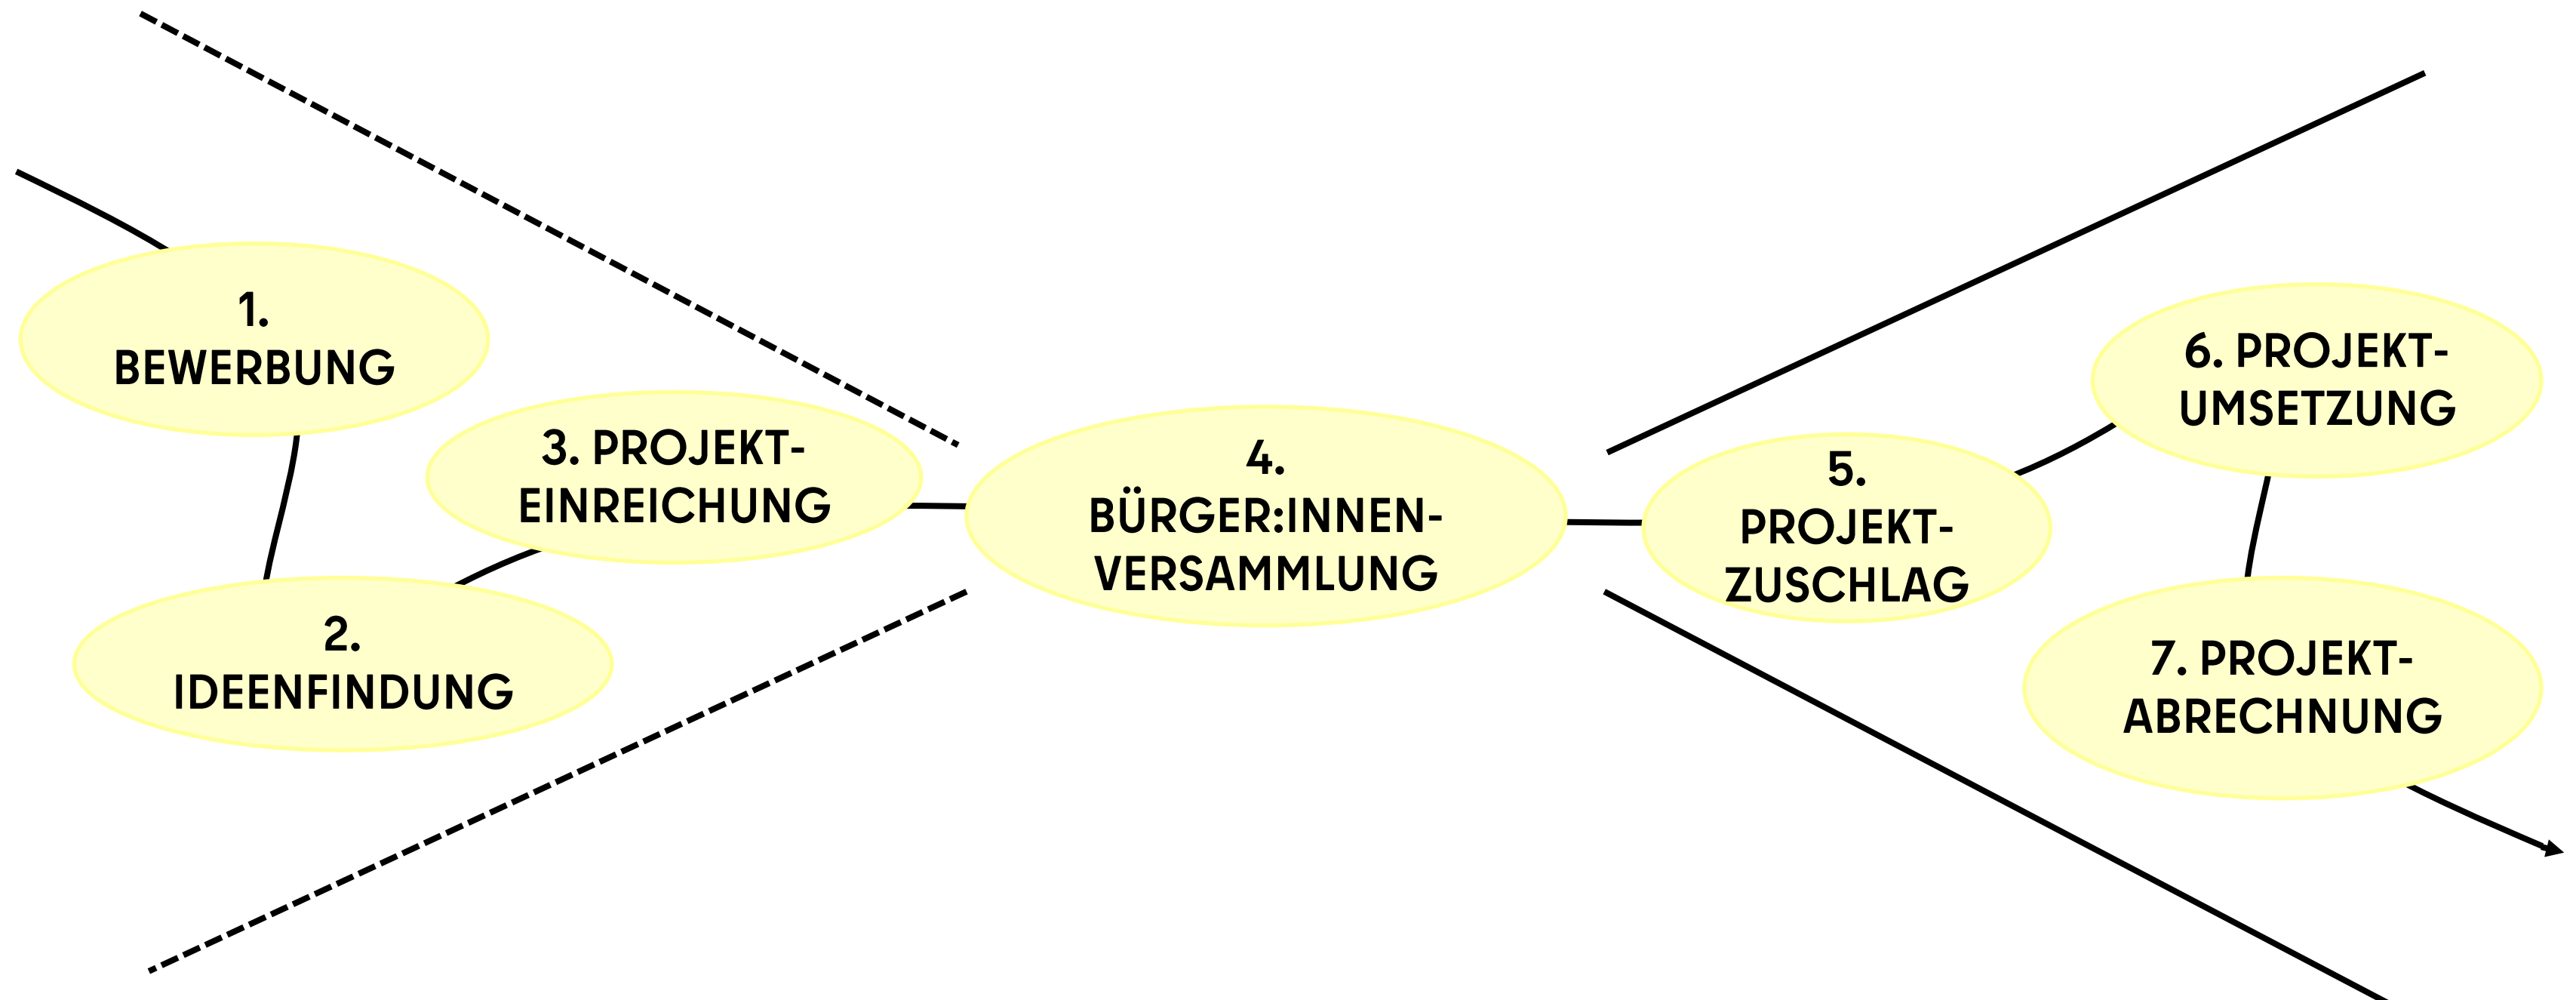 1.
BEWERBUNG
2.
IDEENFINDUNG
3. PROJEKT-
EINREICHUNG
4.
BÜRGER:INNEN-
VERSAMMLUNG
5.
PROJEKT-
ZUSCHLAG
6. PROJEKT-
UMSETZUNG
7. PROJEKT-
ABRECHNUNG